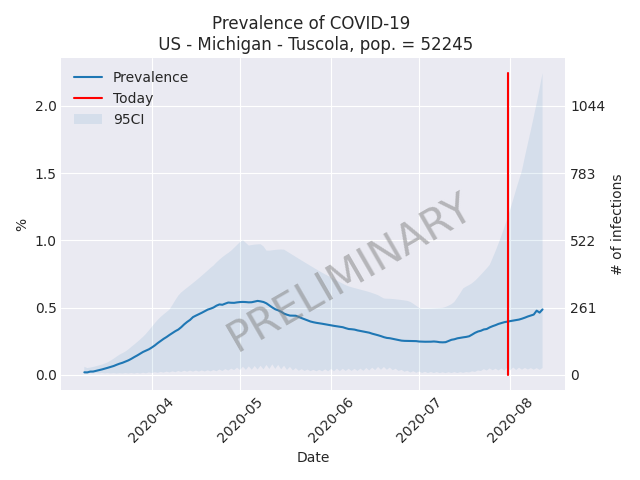 Prevalence of COVID-19
US - Michigan - Tuscola, pop. = 52245
Prevalence
Today
95CI
2.0
1.5
1.0
0.5
0.0
%
1044
783
522
261
0
# of infections
PRELIMINARY
2020-04
2020-05
2020-06
2020-07
2020-08
Date